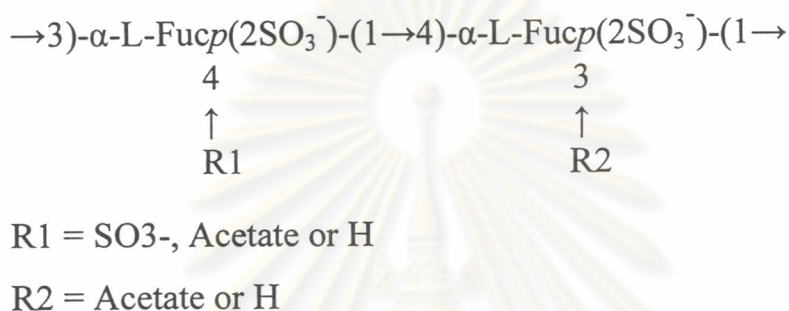 →3)-α-L-Fucp(2SO₃⁻)-(1→4)-α-L-Fucp(2SO₃⁻)-(1→
4 3
↑ ↑
R1 R2
R1 = SO3-, Acetate or H
R2 = Acetate or H